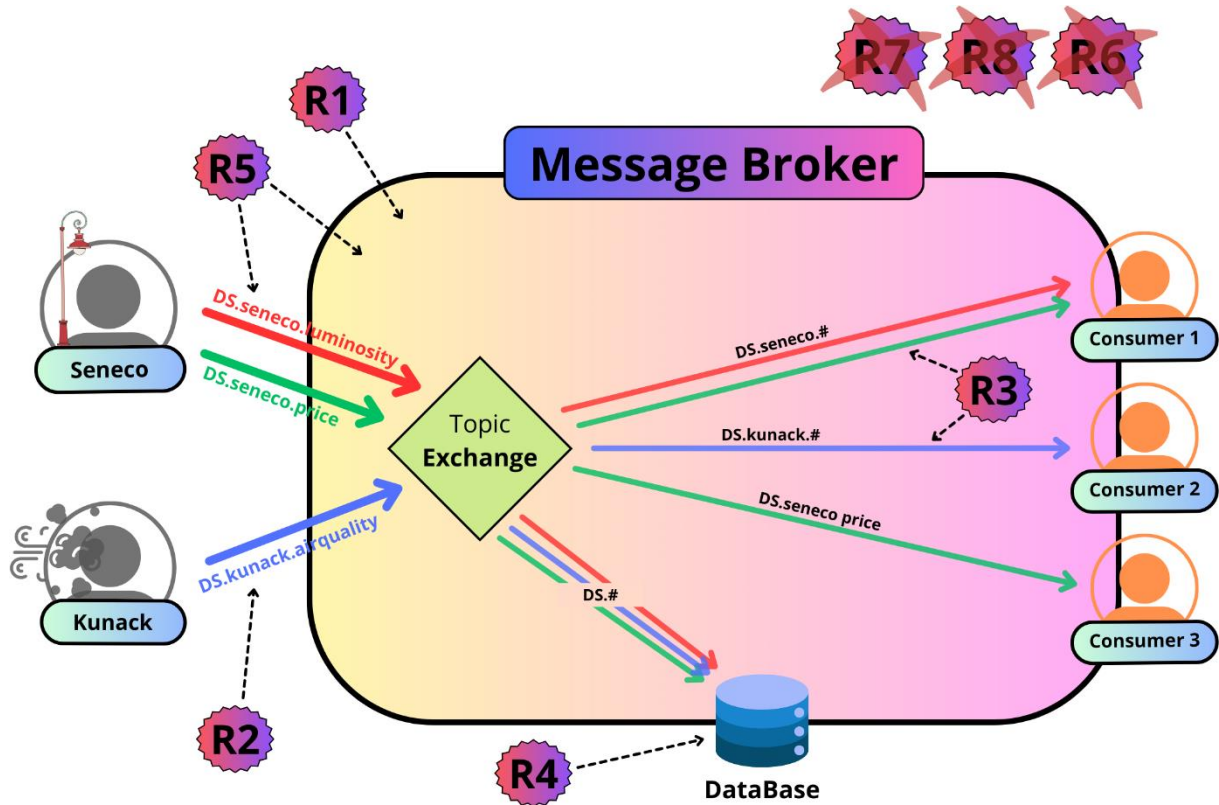 R7
R8
R6
R1
Message Broker
R5
DS.seneco.luminosity
Seneco
DS.seneco.price
DS.seneco.#
Consumer 1
R3
Topic
Exchange
DS.kunack.#
Consumer 2
DS.seneco price
DS.kunack.airquality
Kunack
DS.#
Consumer 3
R2
R4
DataBase